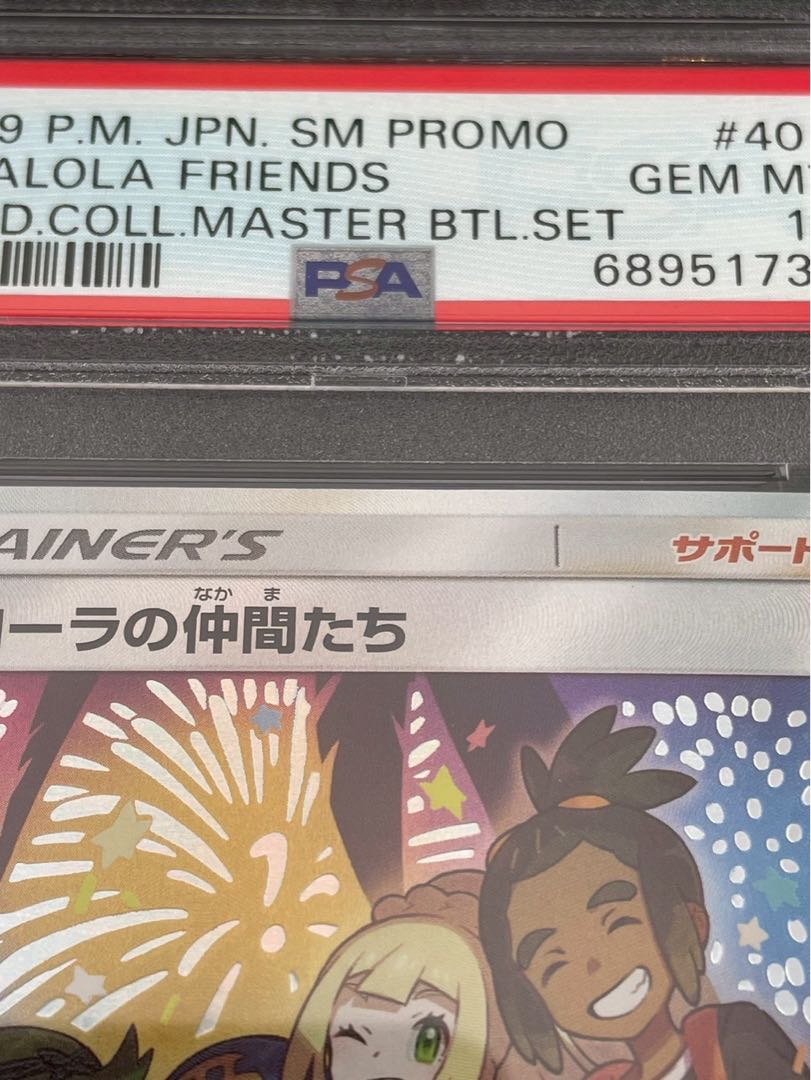 9 P.M. JPN. SM PROMO #40
ALOLA FRIENDS GEM M
D.COLL.MASTER BTL.SET 1
PSA 6895173
AINER'S サポート
なかま
ーラの仲間たち